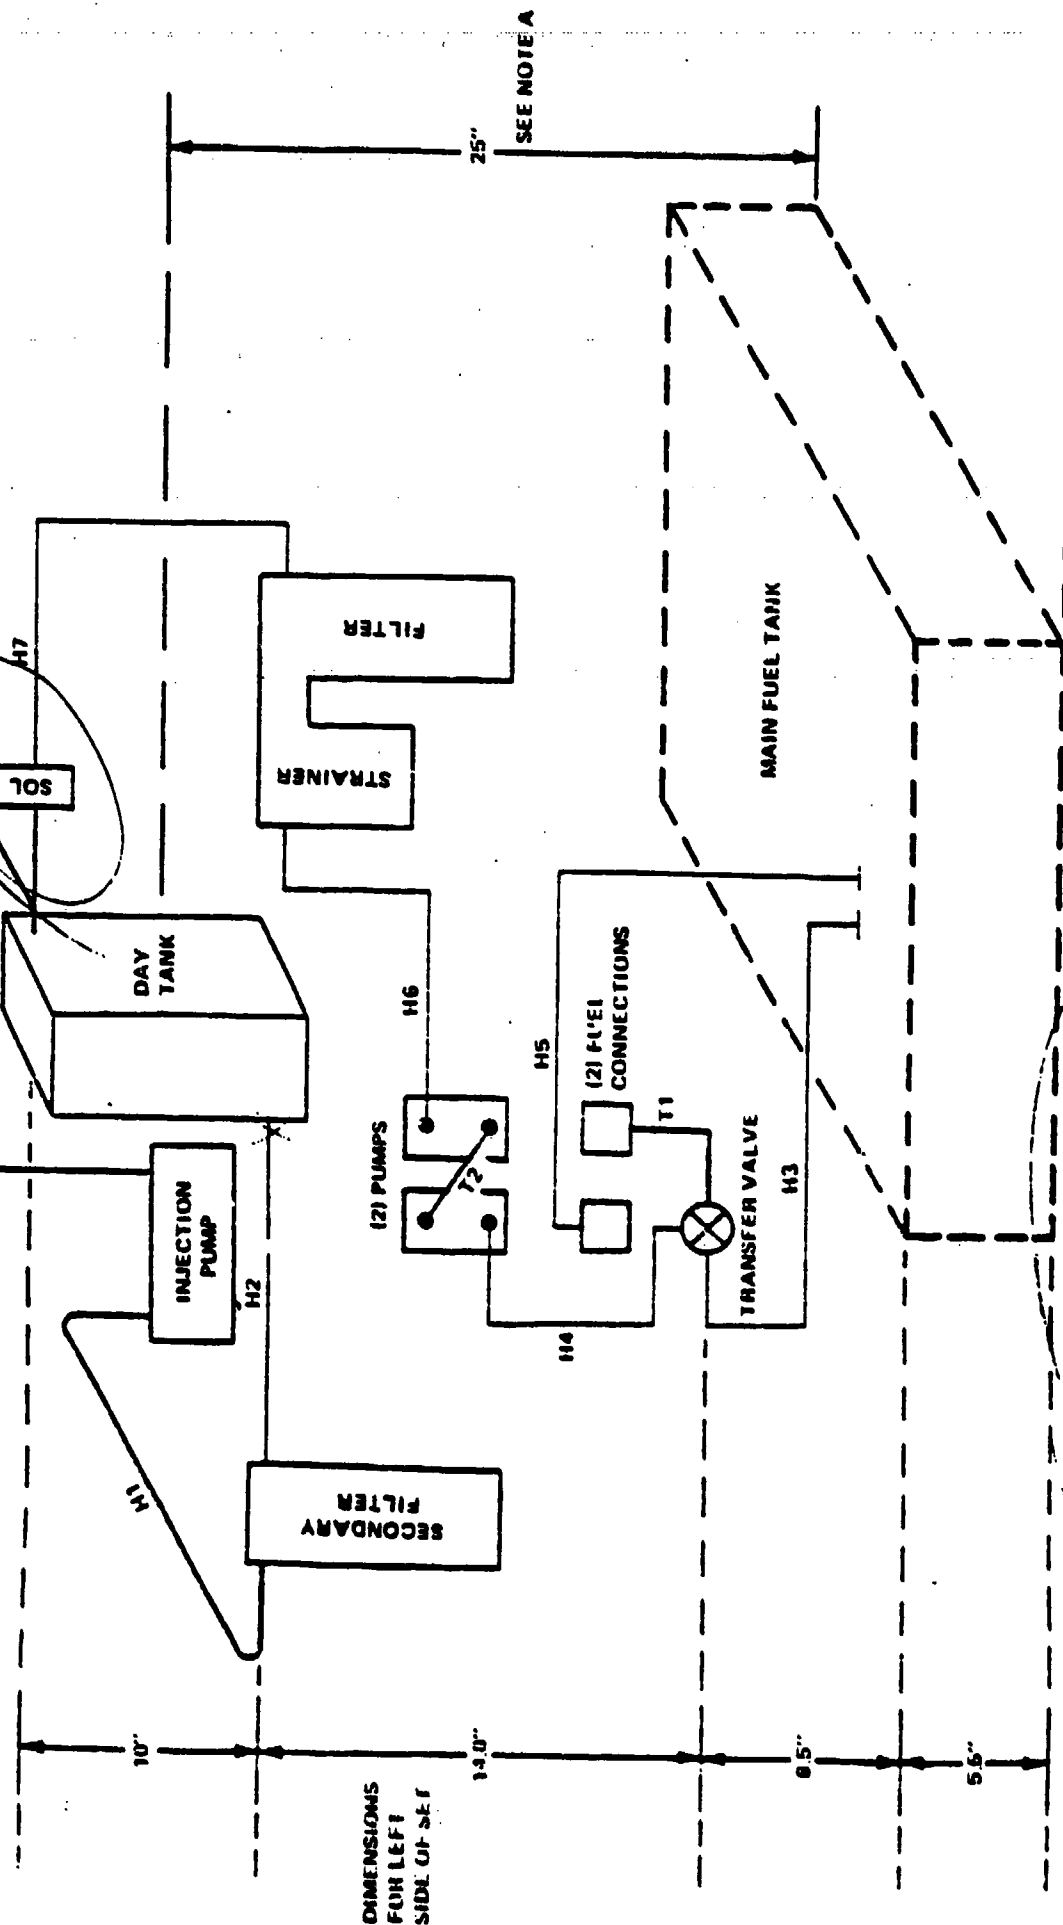 SEE NOTE A
25"
H7
SOL
FILTER
STRAINER
DAY
TANK
MAIN FUEL TANK
H6
H5
(2) FUEL
CONNECTIONS
T1
(2) PUMPS
T2
TRANSFER VALVE
H3
H4
INJECTION
PUMP
H2
H1
SECONDARY
FILTER
10"
14.0"
8.5"
5.6"
DIMENSIONS
FOR LEFT
SIDE OF SET